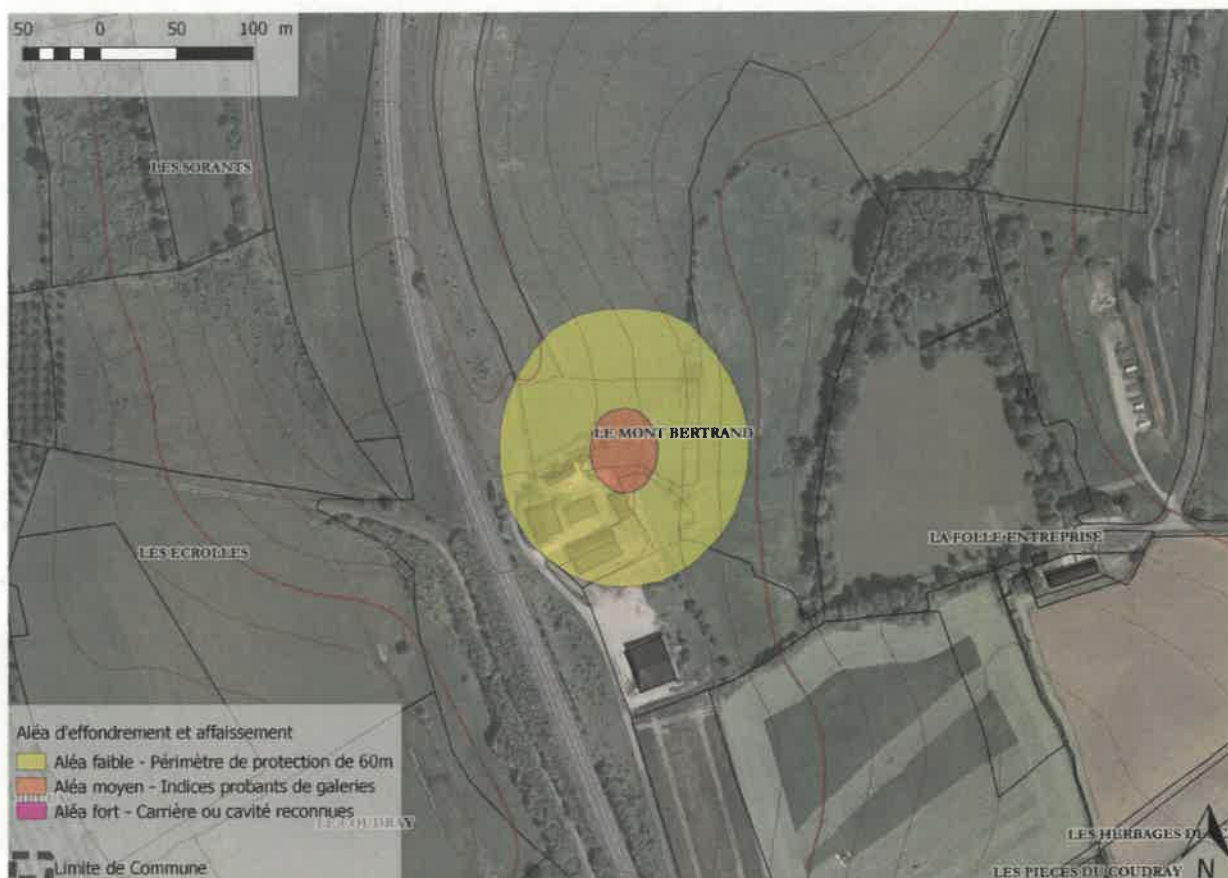 50 0 50 100 m
LES SORANTS
LE MONT BERTRAND
LES ECROLLES
LA FOLLE ENTREPRISE
Aléa d'effondrement et affaissement
Aléa faible - Périmètre de protection de 60m
Aléa moyen - Indices probants de galeries
Aléa fort - Carrière ou cavité reconnues
LE COUDRAY
LES HERBAGES DE
Limite de Commune
LES PIECES DU COUDRAY
N